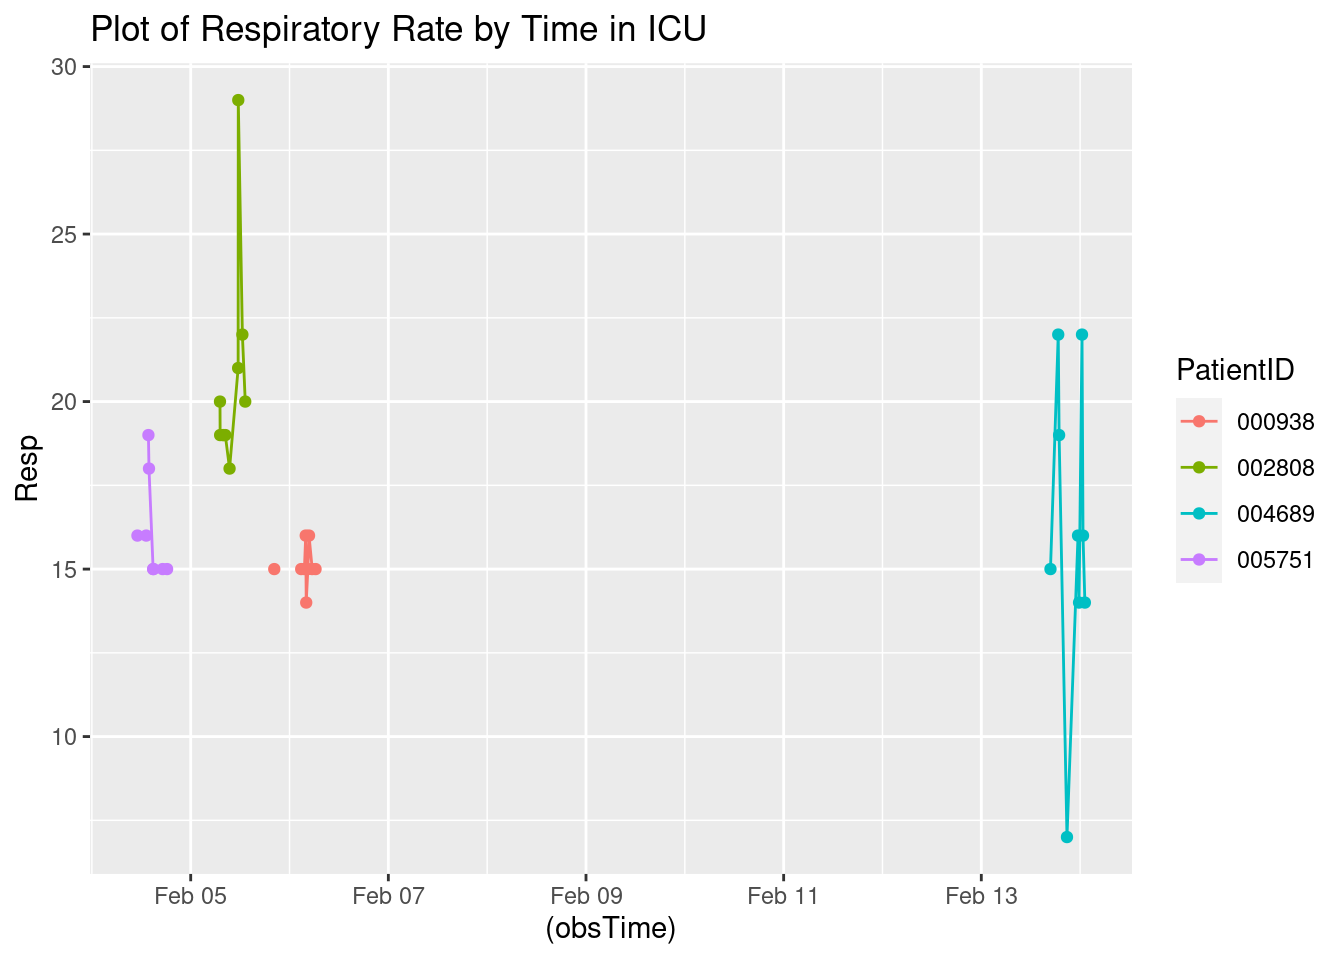 Plot of Respiratory Rate by Time in ICU
30
25
20
15
10
Resp
Feb 05
Feb 07
Feb 09
Feb 11
Feb 13
(obsTime)
PatientID
000938
002808
004689
005751